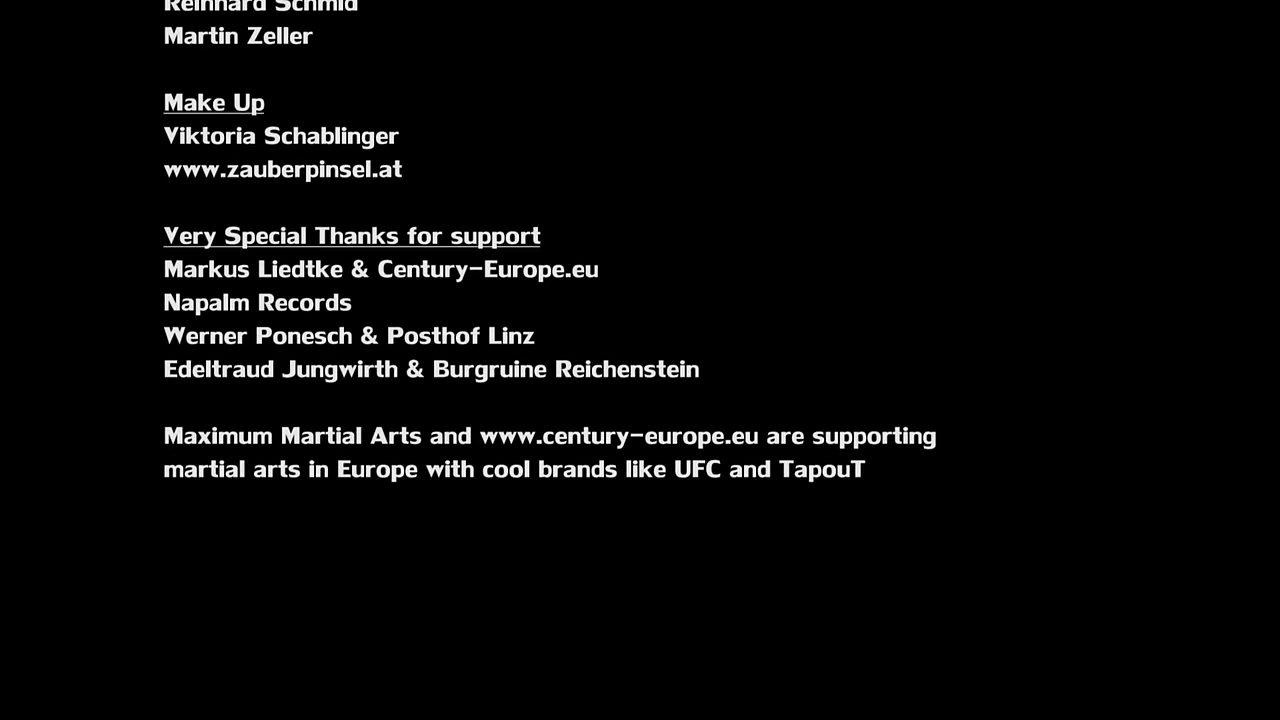 Reinhard Schmid
Martin Zeller
Make Up
Viktoria Schablinger
www.zauberpinsel.at
Very Special Thanks for support
Markus Liedtke & Century-Europe.eu
Napalm Records
Werner Ponesch & Posthof Linz
Edeltraud Jungwirth & Burgruine Reichenstein
Maximum Martial Arts and www.century-europe.eu are supporting
martial arts in Europe with cool brands like UFC and TapouT